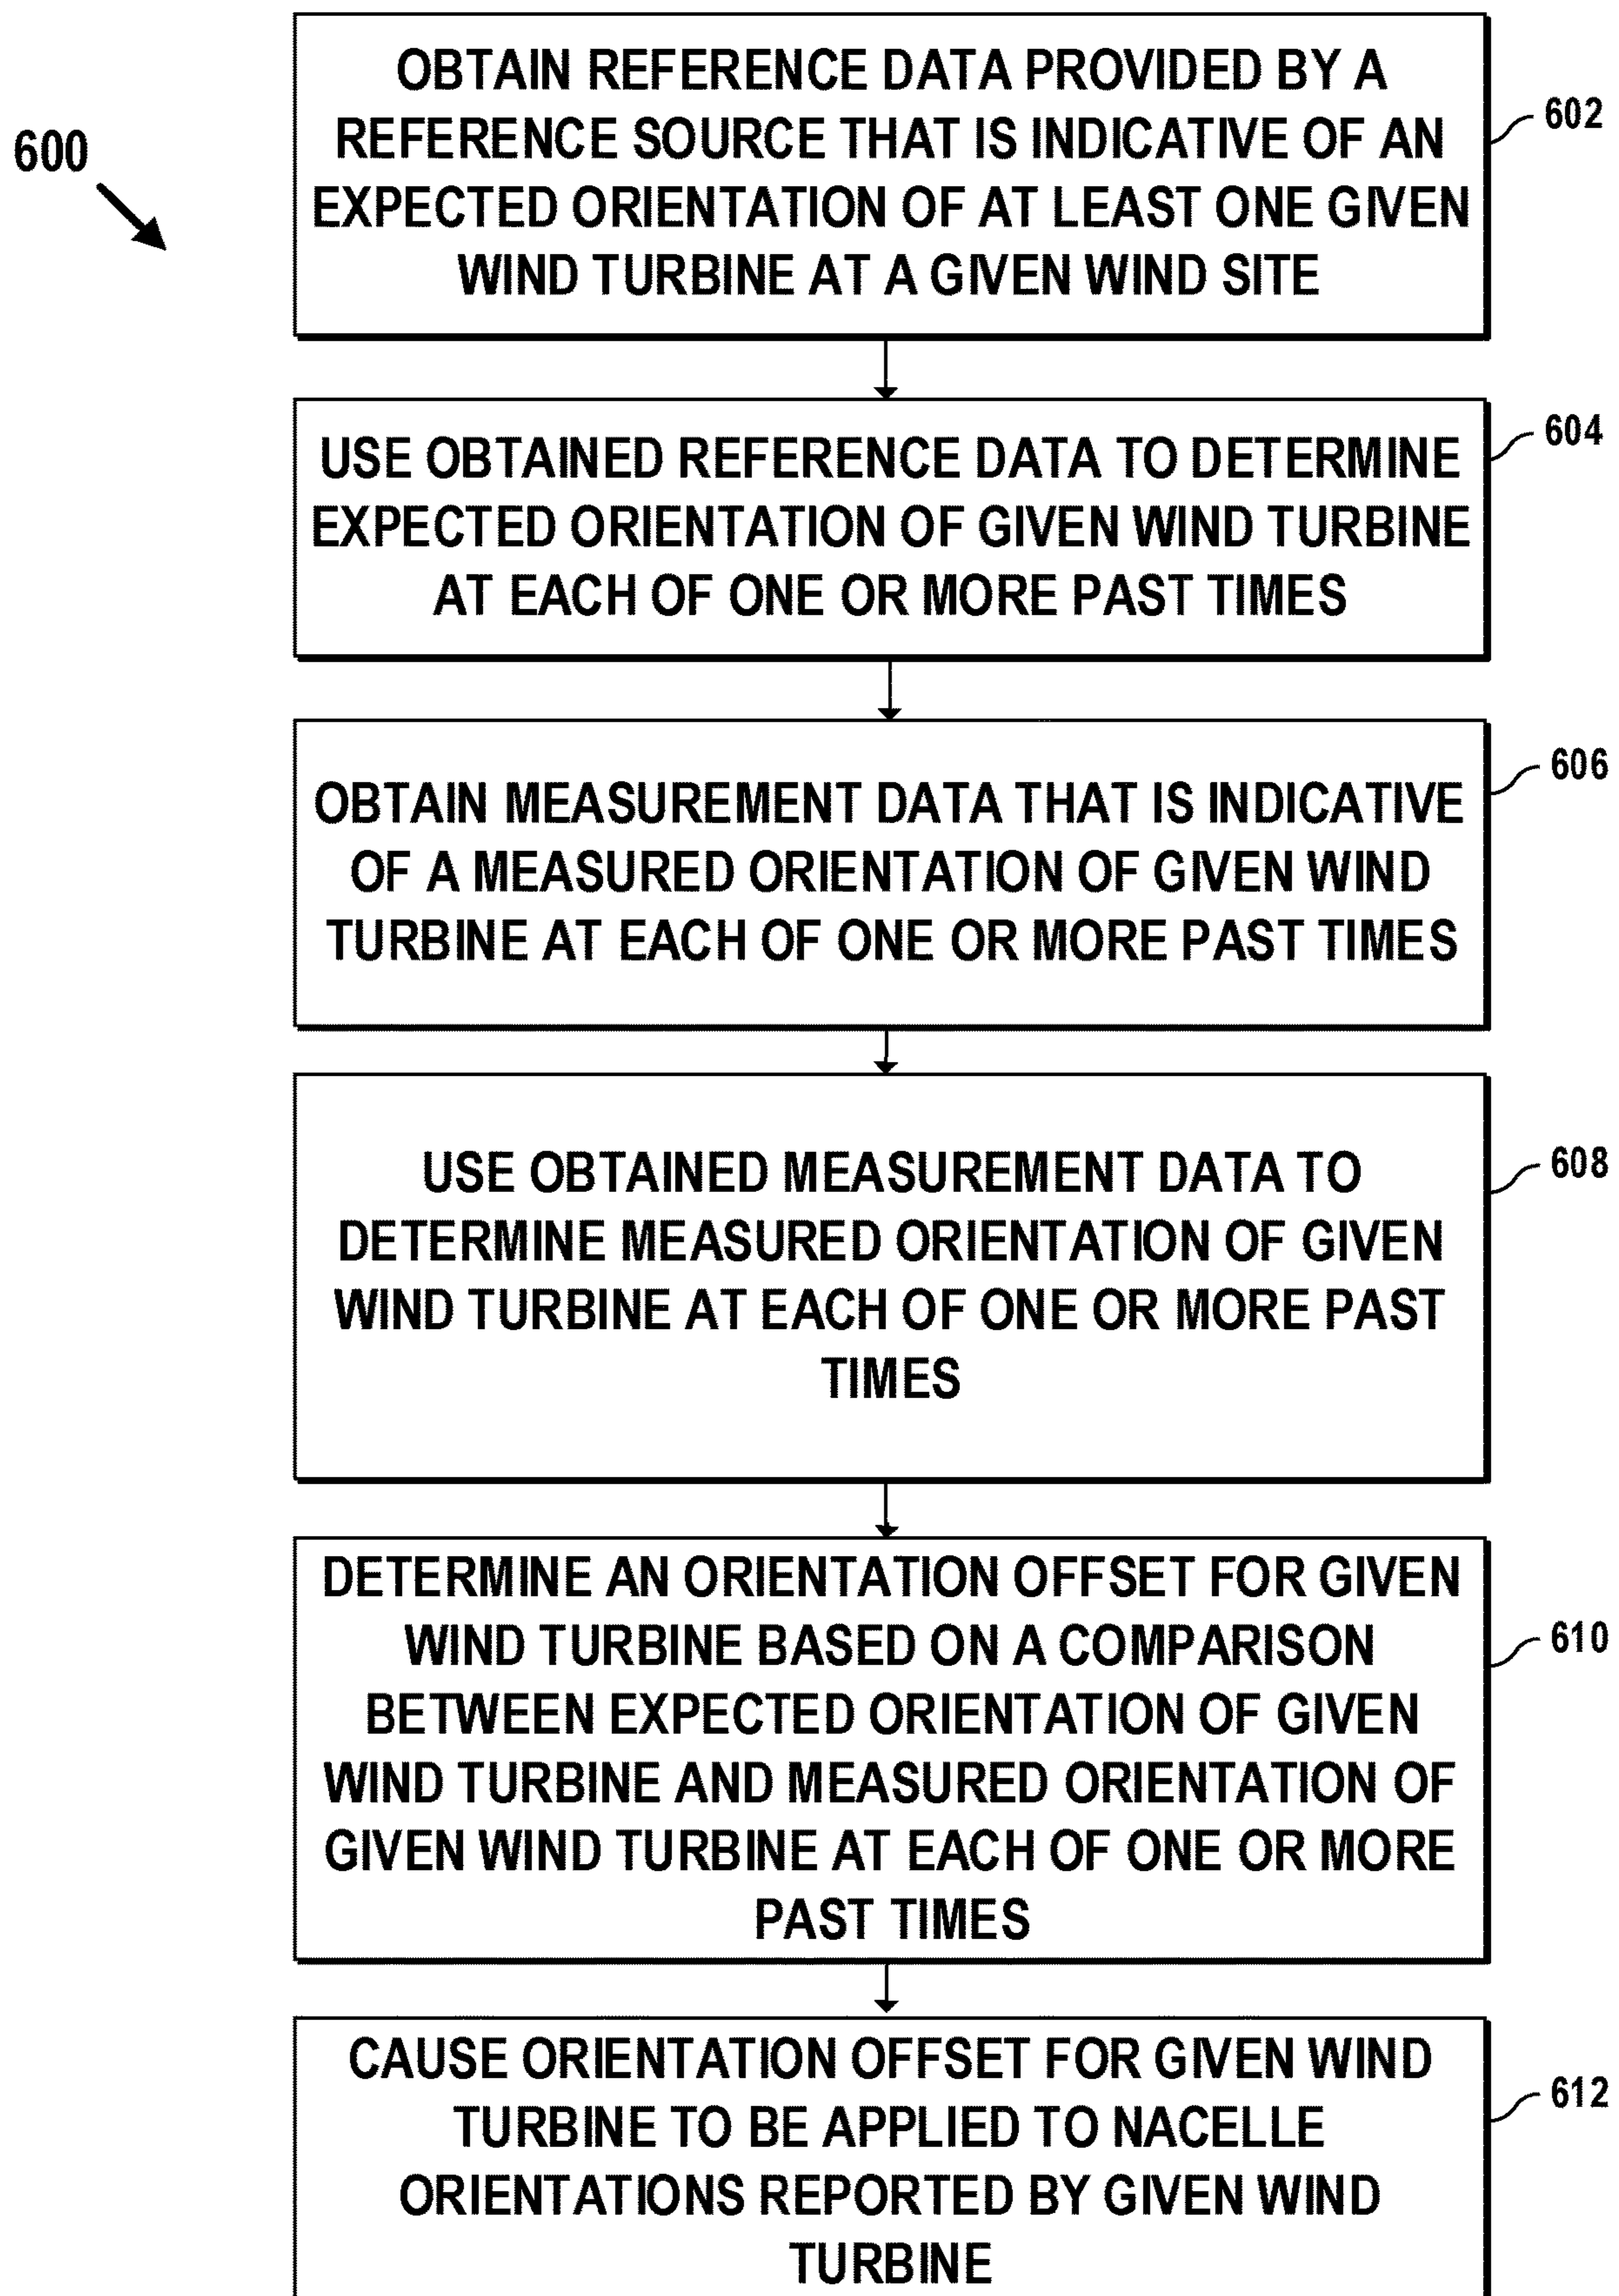 600
OBTAIN REFERENCE DATA PROVIDED BY A
REFERENCE SOURCE THAT IS INDICATIVE OF AN
EXPECTED ORIENTATION OF AT LEAST ONE GIVEN
WIND TURBINE AT A GIVEN WIND SITE
602
USE OBTAINED REFERENCE DATA TO DETERMINE
EXPECTED ORIENTATION OF GIVEN WIND TURBINE
AT EACH OF ONE OR MORE PAST TIMES
604
OBTAIN MEASUREMENT DATA THAT IS INDICATIVE
OF A MEASURED ORIENTATION OF GIVEN WIND
TURBINE AT EACH OF ONE OR MORE PAST TIMES
606
USE OBTAINED MEASUREMENT DATA TO
DETERMINE MEASURED ORIENTATION OF GIVEN
WIND TURBINE AT EACH OF ONE OR MORE PAST
TIMES
608
DETERMINE AN ORIENTATION OFFSET FOR GIVEN
WIND TURBINE BASED ON A COMPARISON
BETWEEN EXPECTED ORIENTATION OF GIVEN
WIND TURBINE AND MEASURED ORIENTATION OF
GIVEN WIND TURBINE AT EACH OF ONE OR MORE
PAST TIMES
610
CAUSE ORIENTATION OFFSET FOR GIVEN WIND
TURBINE TO BE APPLIED TO NACELLE
ORIENTATIONS REPORTED BY GIVEN WIND
TURBINE
612